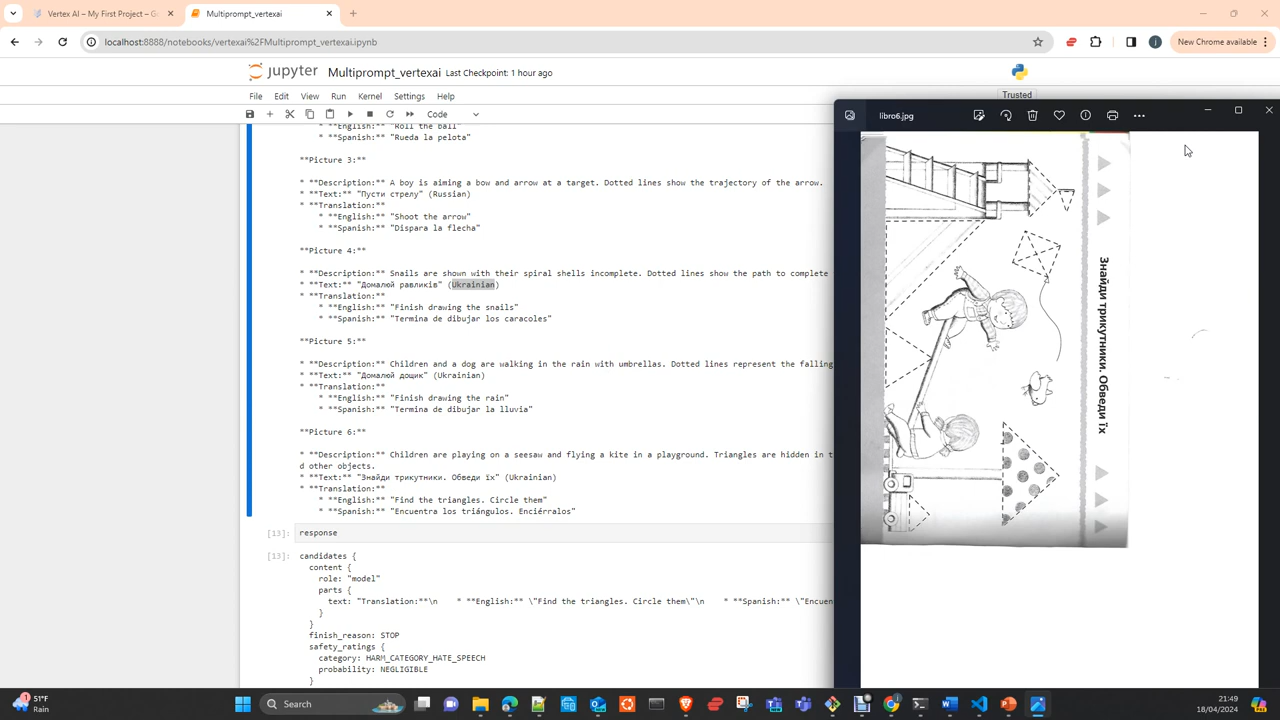 Vertex AI – My First Project – Go
Multiprompt_vertexai
localhost:8888/notebooks/vertexai%2FMultiprompt_vertexai.ipynb
New Chrome available
jupyter Multiprompt_vertexai Last Checkpoint: 1 hour ago
File Edit View Run Kernel Settings Help
Trusted
Code
* **English:** "Roll the ball"
* **Spanish:** "Rueda la pelota"
**Picture 3:**
* **Description:** A boy is aiming a bow and arrow at a target. Dotted lines show the trajectory of the arrow.
* **Text:** "Пусти стрелу" (Russian)
* **Translation:**
* **English:** "Shoot the arrow"
* **Spanish:** "Dispara la flecha"
**Picture 4:**
* **Description:** Snails are shown with their spiral shells incomplete. Dotted lines show the path to complete
* **Text:** "Домалюй равликів" (Ukrainian)
* **Translation:**
* **English:** "Finish drawing the snails"
* **Spanish:** "Termina de dibujar los caracoles"
**Picture 5:**
* **Description:** Children and a dog are walking in the rain with umbrellas. Dotted lines represent the falling
* **Text:** "Домалюй дощик" (Ukrainian)
* **Translation:**
* **English:** "Finish drawing the rain"
* **Spanish:** "Termina de dibujar la lluvia"
**Picture 6:**
* **Description:** Children are playing on a seesaw and flying a kite in a playground. Triangles are hidden in t
d other objects.
* **Text:** "Знайди трикутники. Обведи їх" (Ukrainian)
* **Translation:**
* **English:** "Find the triangles. Circle them"
* **Spanish:** "Encuentra los triángulos. Enciérralos"
[13]: response
[13]: candidates {
content {
role: "model"
parts {
text: "Translation:**\n * **English:** \"Find the triangles. Circle them\"\n * **Spanish:** \"Encuen
}
}
finish_reason: STOP
safety_ratings {
category: HARM_CATEGORY_HATE_SPEECH
probability: NEGLIGIBLE
}
libro6.jpg
Знайди трикутники. Обведи їх
1
51°F
Rain
Search
21:49
18/04/2024